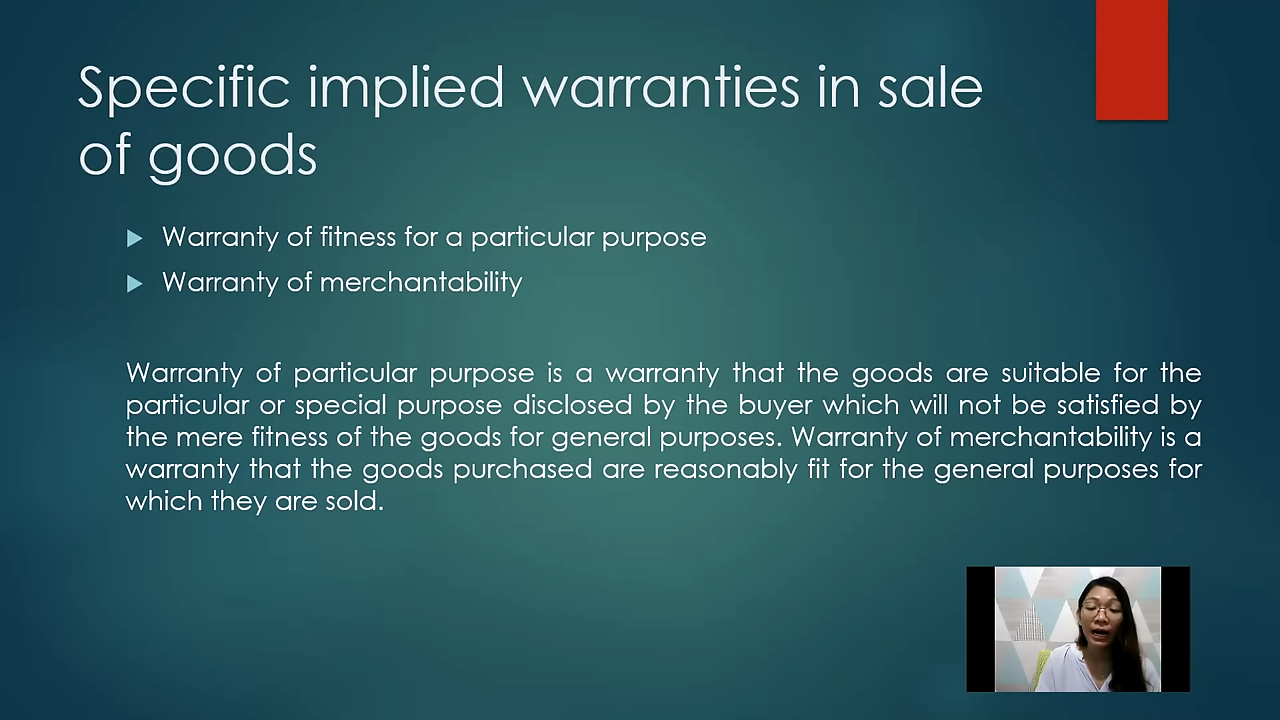 Specific implied warranties in sale
of goods
Warranty of fitness for a particular purpose
Warranty of merchantability
Warranty of particular purpose is a warranty that the goods are suitable for the
particular or special purpose disclosed by the buyer which will not be satisfied by
the mere fitness of the goods for general purposes. Warranty of merchantability is a
warranty that the goods purchased are reasonably fit for the general purposes for
which they are sold.